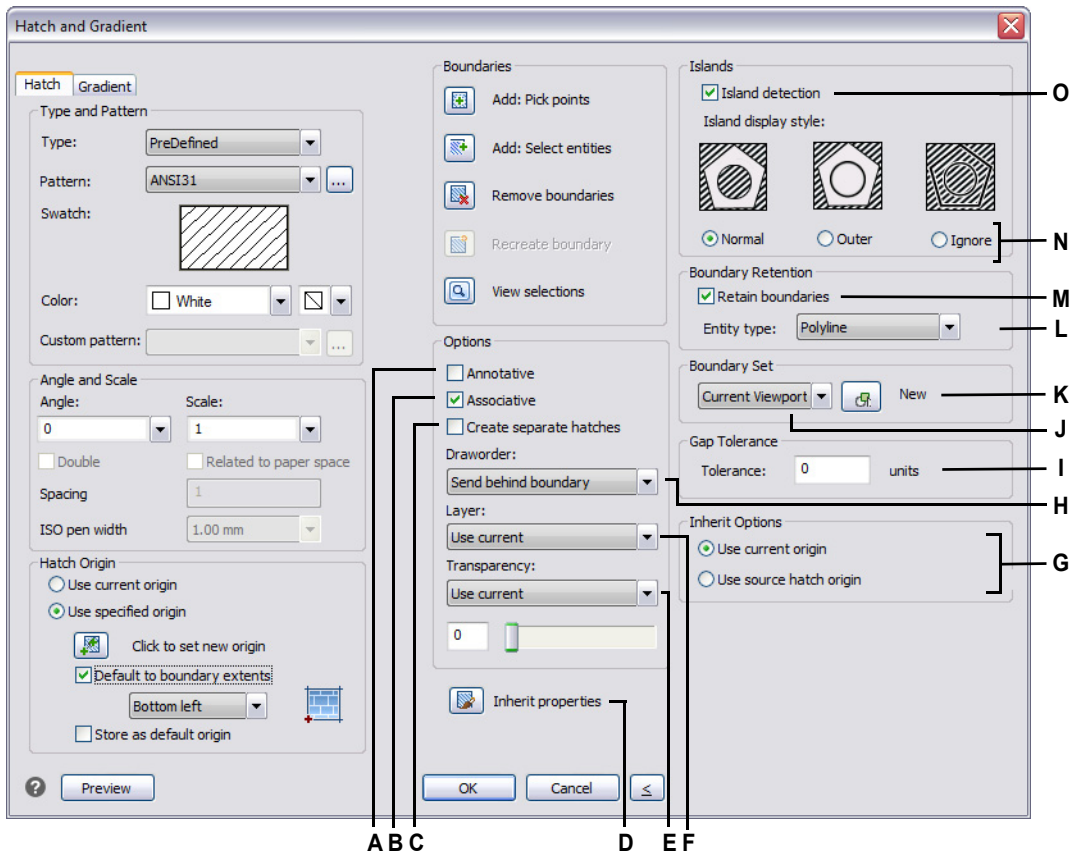 Hatch and Gradient
Hatch
Gradient
Type and Pattern
Type:
PreDefined
Pattern:
ANSI31
...
Swatch:
Color:
White
Custom pattern:
...
Angle and Scale
Angle:
Scale:
0
1
Double
Related to paper space
Spacing
1
ISO pen width
1.00 mm
Hatch Origin
Use current origin
Use specified origin
Click to set new origin
Default to boundary extents
Bottom left
Store as default origin
?
Preview
Boundaries
Add: Pick points
Add: Select entities
Remove boundaries
Recreate boundary
View selections
Options
Annotative
Associative
Create separate hatches
Draworder:
Send behind boundary
Layer:
Use current
Transparency:
Use current
0
Inherit properties
OK
Cancel
<
Islands
Island detection
Island display style:
Normal
Outer
Ignore
Boundary Retention
Retain boundaries
Entity type:
Polyline
Boundary Set
Current Viewport
New
Gap Tolerance
Tolerance:
0
units
Inherit Options
Use current origin
Use source hatch origin
O
N
M
L
K
J
I
H
G
A
B
C
D
E
F